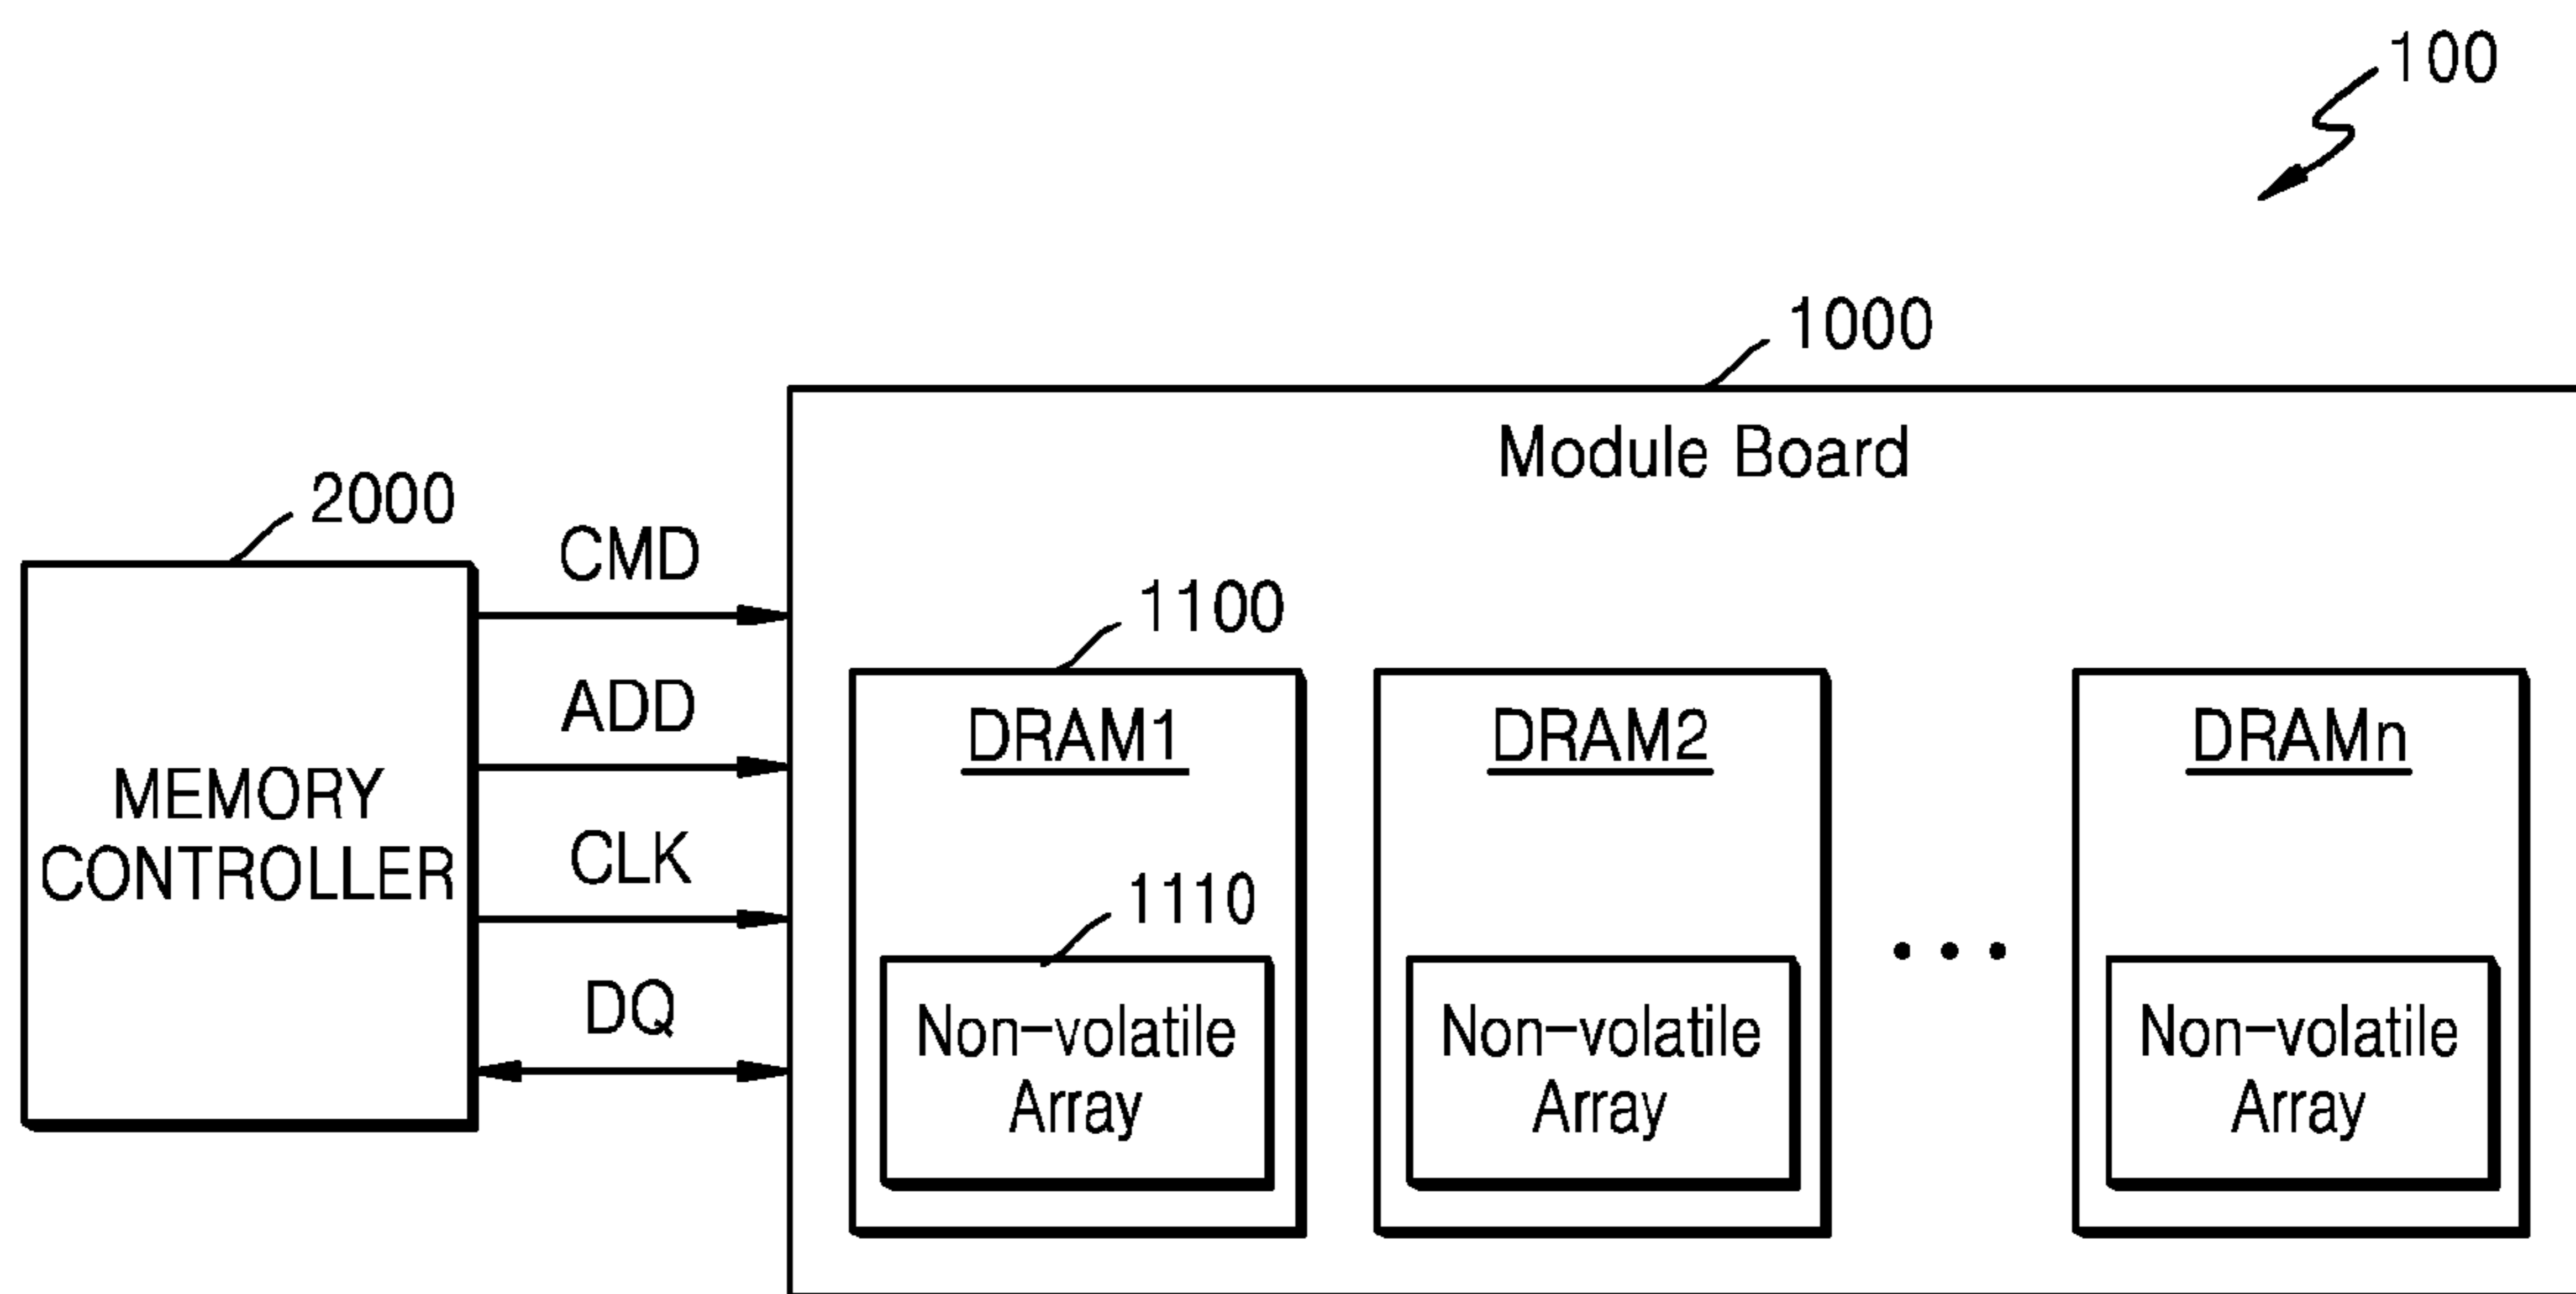 100
1000
Module Board
2000
CMD
1100
ADD
DRAM1
DRAM2
DRAMn
MEMORY
CONTROLLER
CLK
1110
DQ
Non-volatile
Array
Non-volatile
Array
Non-volatile
Array